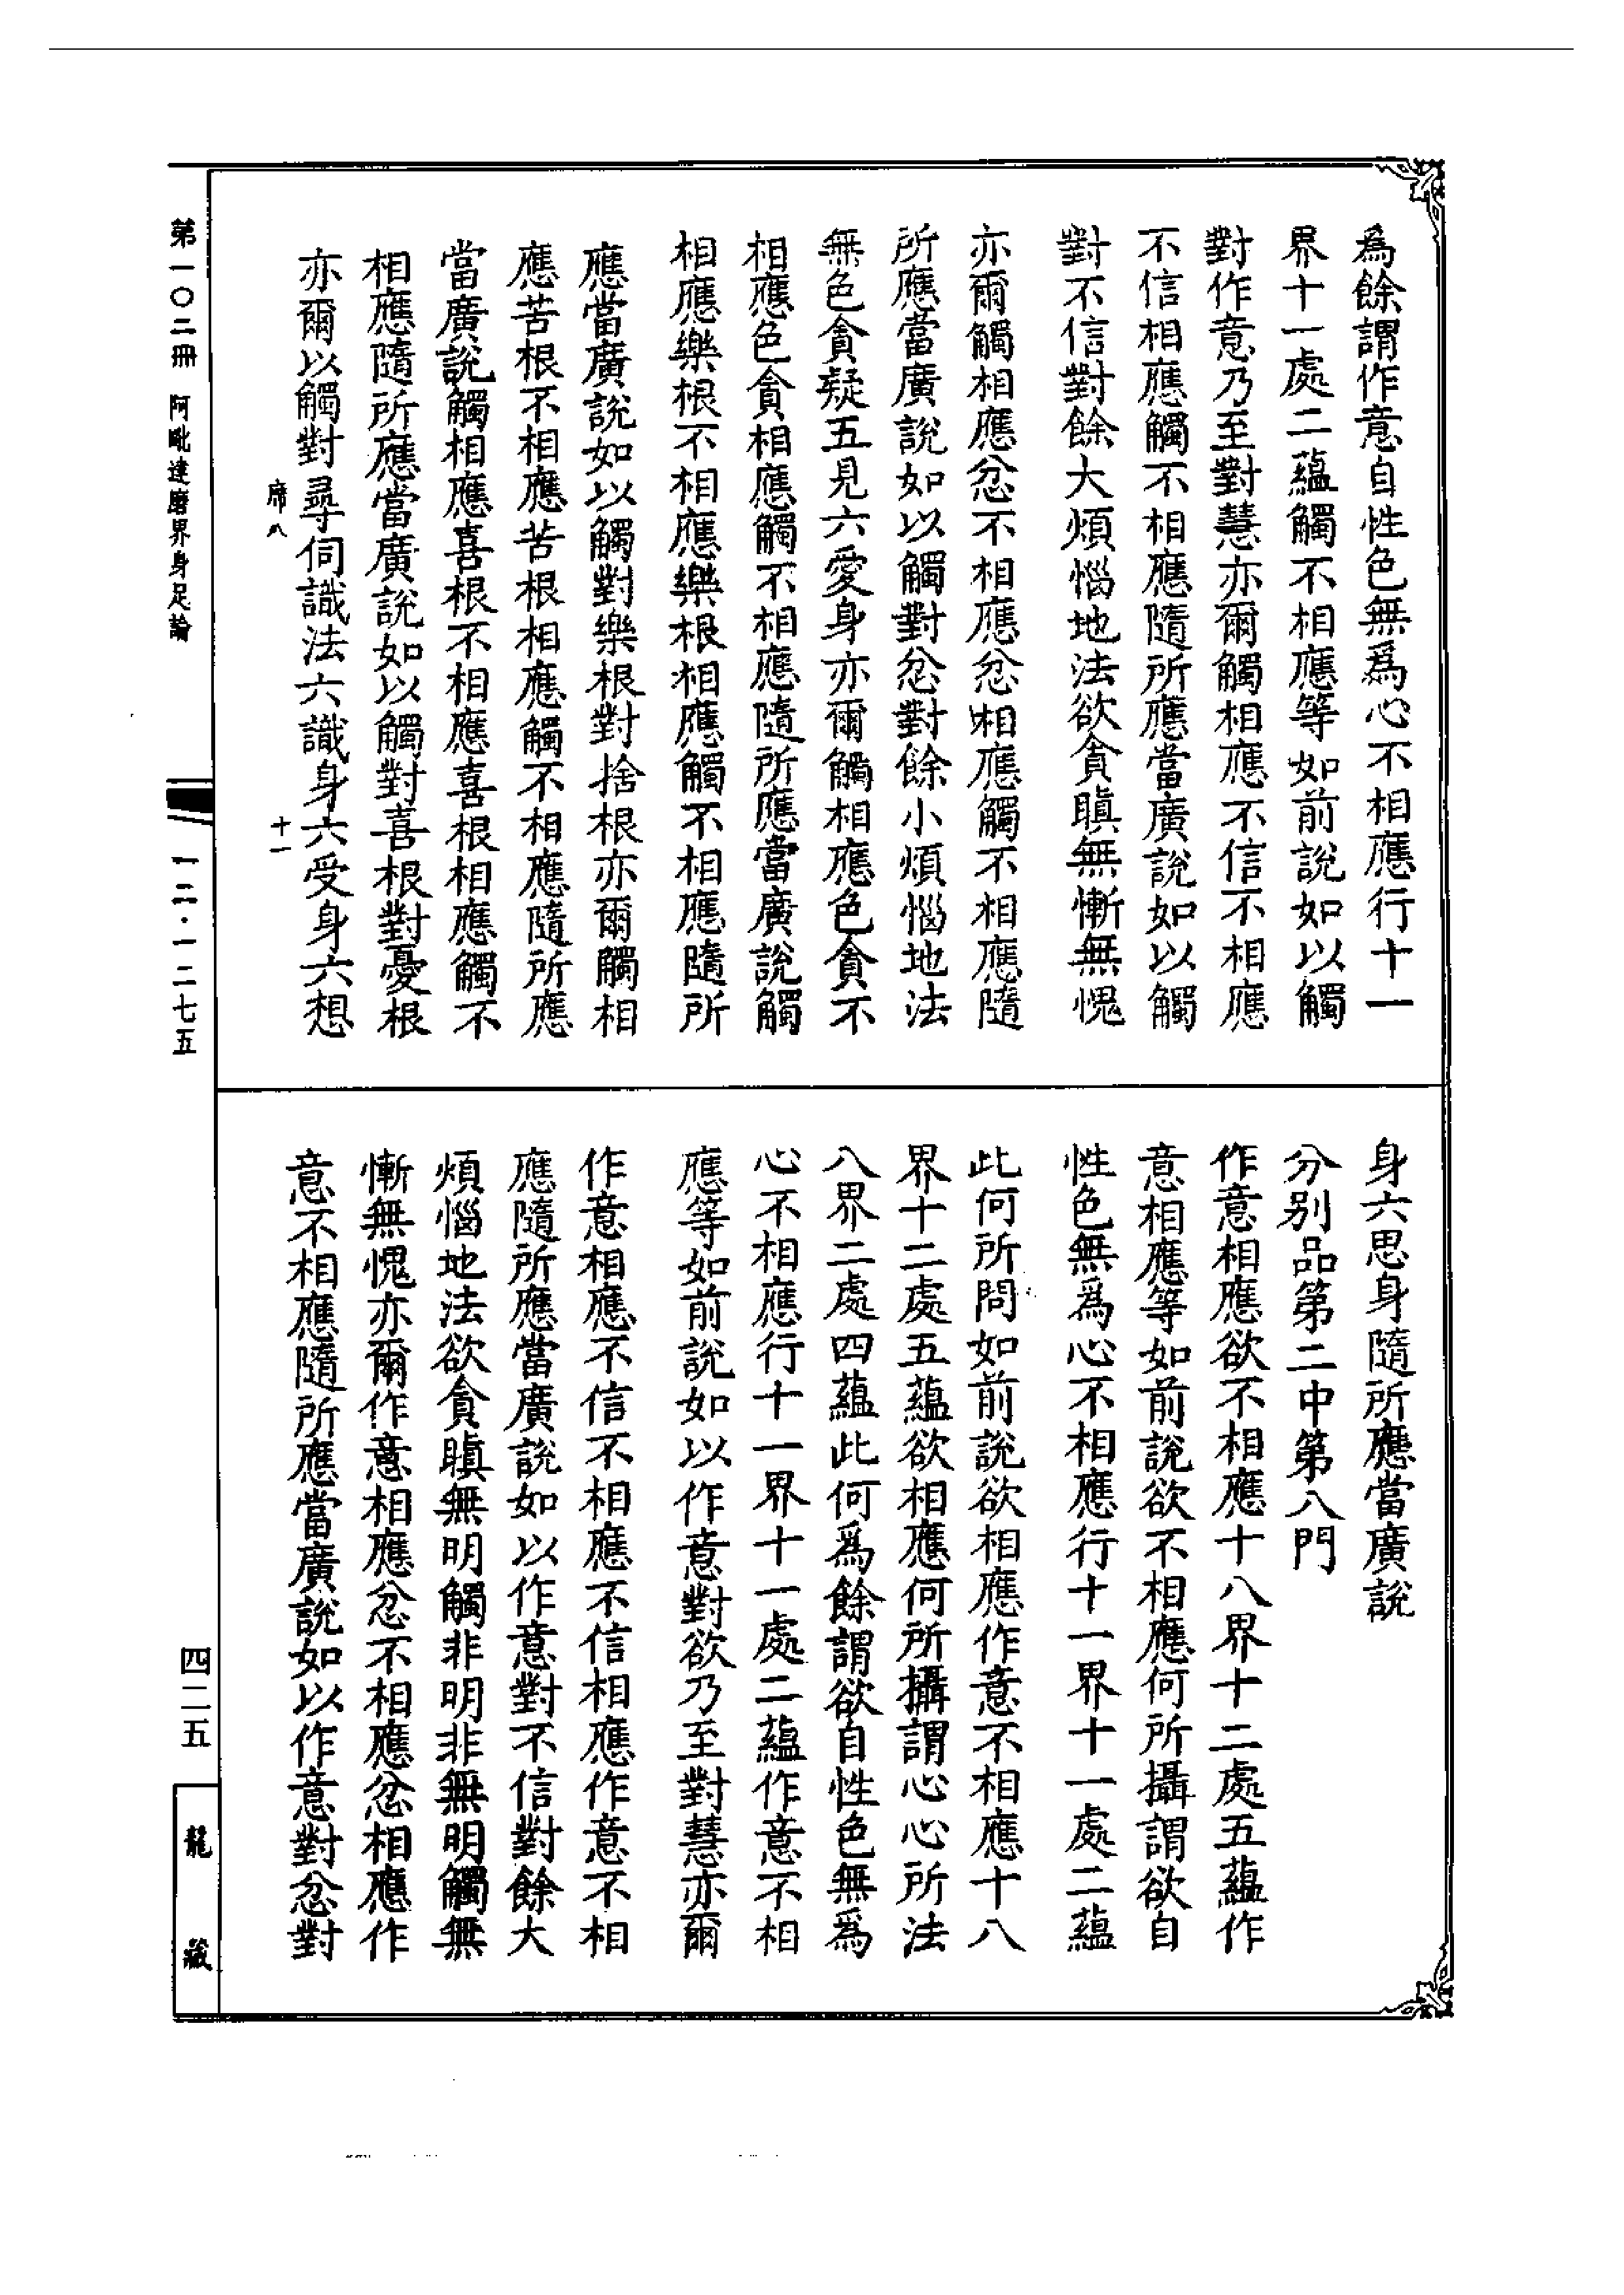 為餘謂作意自性色無為心不相應行十一
界十一處二蘊觸不相應等如前說如以觸
對作意乃至對慧亦爾觸相應不信不相應
不信相應觸不相應隨所應當廣說如以觸
對不信對餘大煩惱地法欲貪瞋無慚無愧
亦爾觸相應忿不相應忿相應觸不相應隨
所應當廣說如以觸對忿對餘小煩惱地法
無色貪疑五見六愛身亦爾觸相應色貪不
相應色貪相應觸不相應隨所應當廣說觸
相應樂根不相應樂根相應觸不相應隨所
應當廣說如以觸對樂根對捨根亦爾觸相
應苦根不相應苦根相應觸不相應隨所應
當廣說觸相應喜根不相應喜根相應觸不
相應隨所應當廣說如以觸對喜根對憂根
亦爾以觸對尋伺識法六識身六受身六想
席八
十一
身六思身隨所應當廣說
分別品第二中第八門
作意相應欲不相應十八界十二處五蘊作
意相應等如前說欲不相應何所攝謂欲自
性色無為心不相應行十一界十一處二蘊
此何所問如前說欲相應作意不相應十八
界十二處五蘊欲相應何所攝謂心心所法
八界二處四蘊此何為餘謂欲自性色無為
心不相應行十一界十一處二蘊作意不相
應等如前說如以作意對欲乃至對慧亦爾
作意相應不信不相應不信相應作意不相
應隨所應當廣說如以作意對不信對餘大
煩惱地法欲貪瞋無明觸非明非無明觸無
慚無愧亦爾作意相應忿不相應忿相應作
意不相應隨所應當廣說如以作意對忿對
第一〇二冊 阿毗達磨界身足論
一二·一二七五
四二五
龍藏